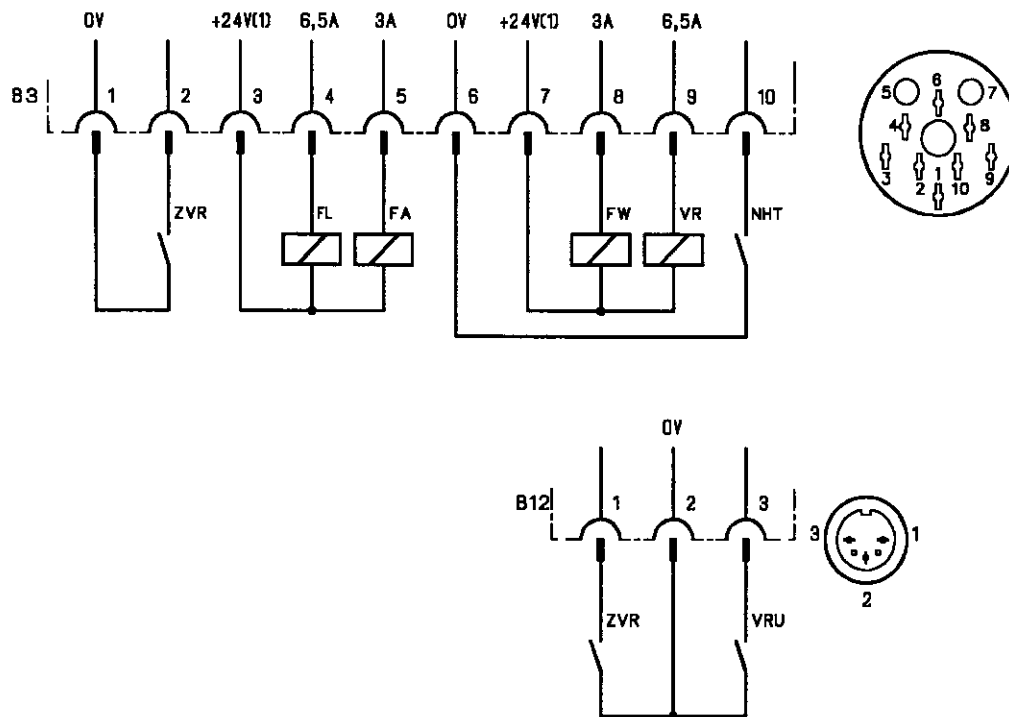 0V +24V(1) 6,5A 3A 0V +24V(1) 3A 6,5A
B3 1 2 3 4 5 6 7 8 9 10
ZVR FL FA FW VR NHT
6
5 7
4 8
3 2 1 10 9
0V
B12 1 2 3
3 1
2
ZVR VRU